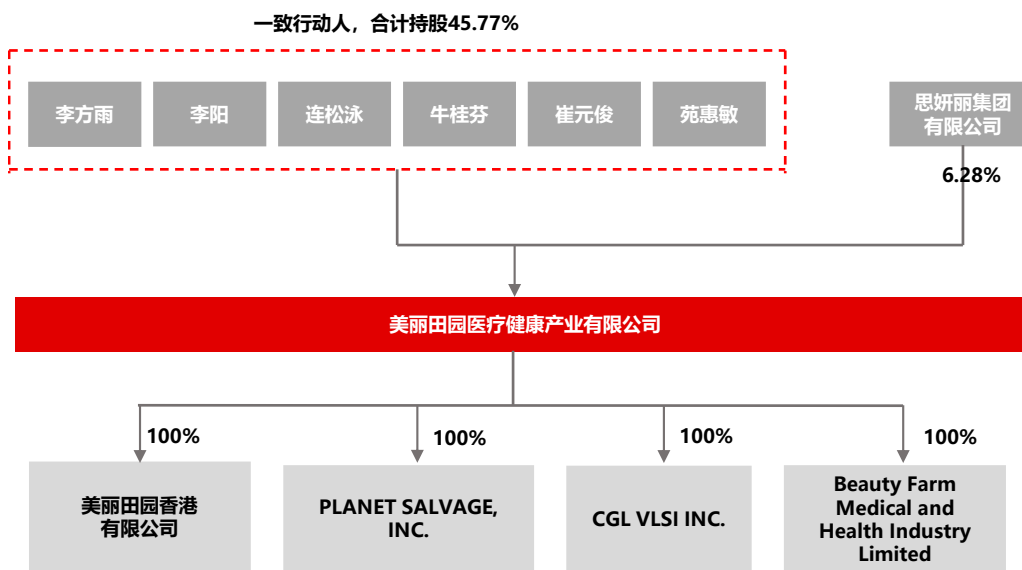 一致行动人，合计持股45.77%
李方雨
李阳
连松泳
牛桂芬
崔元俊
苑惠敏
思妍丽集团
有限公司
6.28%
美丽田园医疗健康产业有限公司
100%
100%
100%
100%
美丽田园香港
有限公司
PLANET SALVAGE,
INC.
CGL VLSI INC.
Beauty Farm
Medical and
Health Industry
Limited